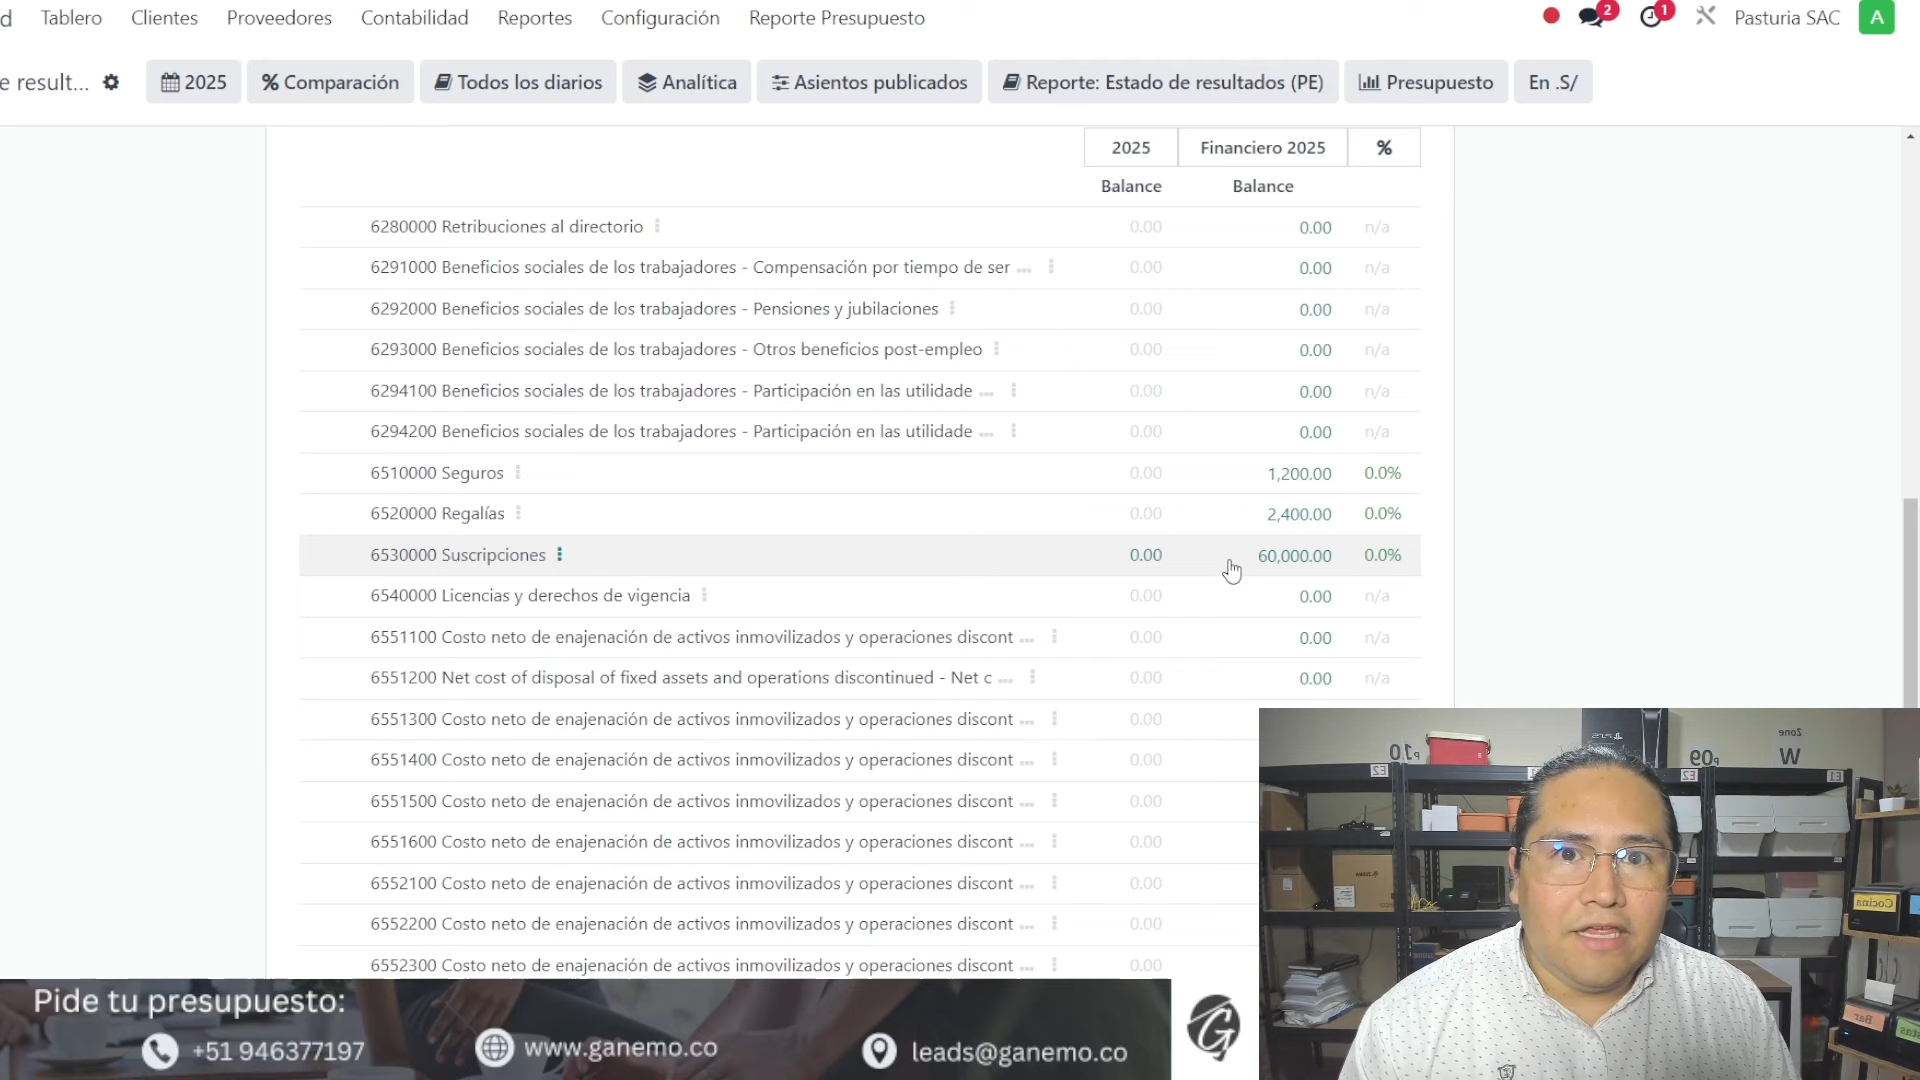 d Tablero Clientes Proveedores Contabilidad Reportes Configuración Reporte Presupuesto 2 1 Pasturia SAC A
e result... 2025 % Comparación Todos los diarios Analítica Asientos publicados Reporte: Estado de resultados (PE) Presupuesto En .S/
2025 Financiero 2025 %
Balance Balance
6280000 Retribuciones al directorio 0.00 0.00 n/a
6291000 Beneficios sociales de los trabajadores - Compensación por tiempo de ser ... 0.00 0.00 n/a
6292000 Beneficios sociales de los trabajadores - Pensiones y jubilaciones 0.00 0.00 n/a
6293000 Beneficios sociales de los trabajadores - Otros beneficios post-empleo 0.00 0.00 n/a
6294100 Beneficios sociales de los trabajadores - Participación en las utilidade ... 0.00 0.00 n/a
6294200 Beneficios sociales de los trabajadores - Participación en las utilidade ... 0.00 0.00 n/a
6510000 Seguros 0.00 1,200.00 0.0%
6520000 Regalías 0.00 2,400.00 0.0%
6530000 Suscripciones 0.00 60,000.00 0.0%
6540000 Licencias y derechos de vigencia 0.00 0.00 n/a
6551100 Costo neto de enajenación de activos inmovilizados y operaciones discont ... 0.00 0.00 n/a
6551200 Net cost of disposal of fixed assets and operations discontinued - Net c ... 0.00 0.00 n/a
6551300 Costo neto de enajenación de activos inmovilizados y operaciones discont ... 0.00
6551400 Costo neto de enajenación de activos inmovilizados y operaciones discont ... 0.00
6551500 Costo neto de enajenación de activos inmovilizados y operaciones discont ... 0.00
6551600 Costo neto de enajenación de activos inmovilizados y operaciones discont ... 0.00
6552100 Costo neto de enajenación de activos inmovilizados y operaciones discont ... 0.00
6552200 Costo neto de enajenación de activos inmovilizados y operaciones discont ... 0.00
6552300 Costo neto de enajenación de activos inmovilizados y operaciones discont ... 0.00
Zone
W
P10
P09
E3
E2
E1
Cocina
Bar
Pide tu presupuesto:
+51 946377197 www.ganemo.co leads@ganemo.co